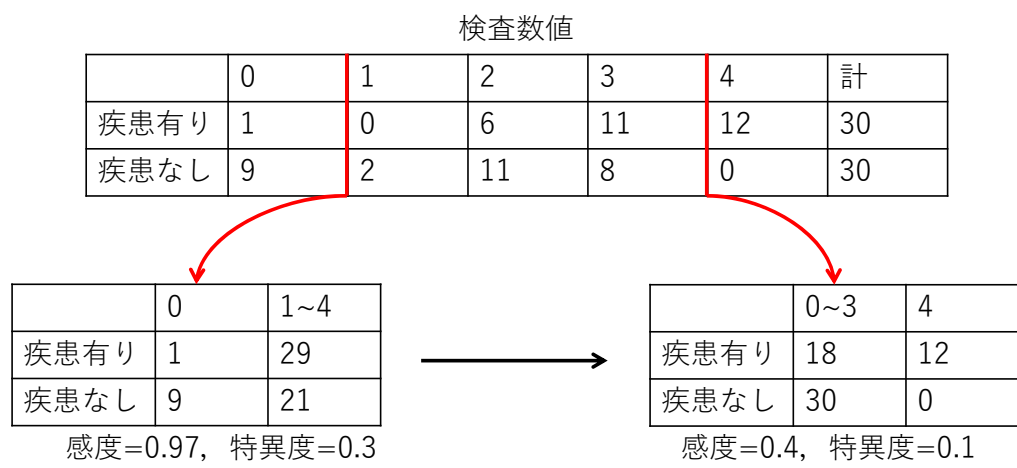 検査数値
0 1 2 3 4 計
疾患有り 1 0 6 11 12 30
疾患なし 9 2 11 8 0 30
0 1~4
疾患有り 1 29
疾患なし 9 21
感度=0.97, 特異度=0.3
0~3 4
疾患有り 18 12
疾患なし 30 0
感度=0.4, 特異度=0.1